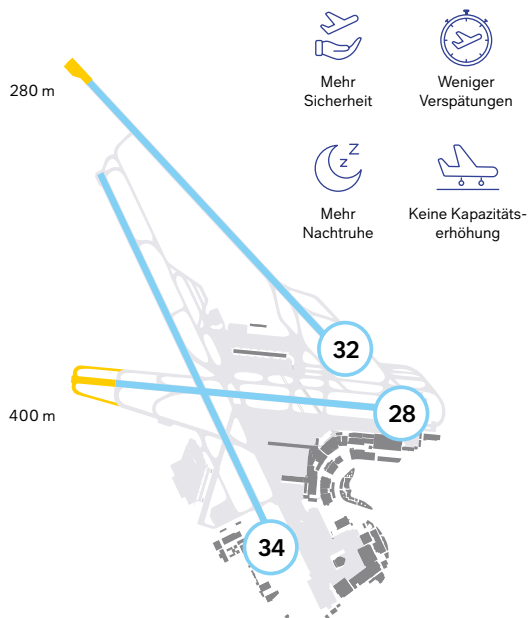 280 m
Mehr
Sicherheit
Weniger
Verspätungen
z Z
Mehr
Nachtruhe
Keine Kapazitäts-
erhöhung
32
28
400 m
34